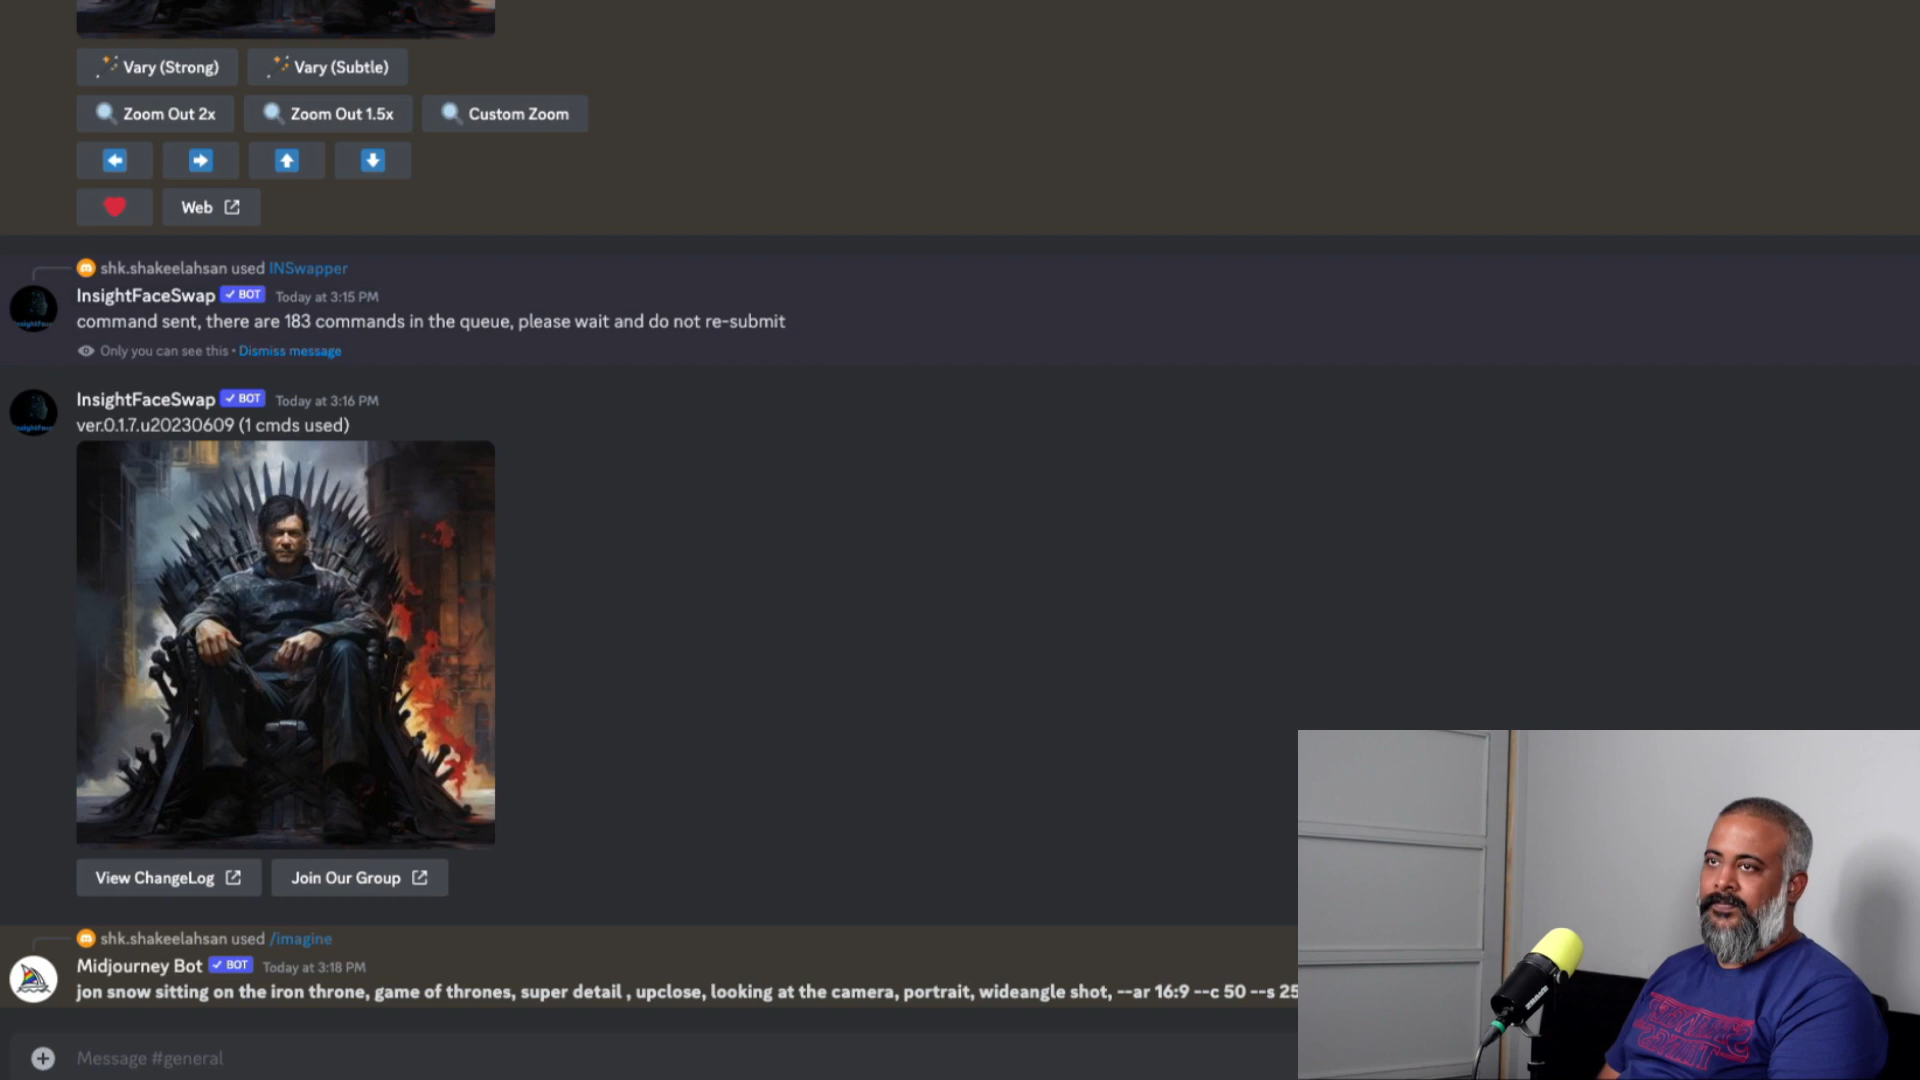 Vary (Strong) Vary (Subtle)
Zoom Out 2x Zoom Out 1.5x Custom Zoom
Web
shk.shakeelahsan used INSwapper
InsightFaceSwap BOT Today at 3:15 PM
command sent, there are 183 commands in the queue, please wait and do not re-submit
Only you can see this • Dismiss message
InsightFaceSwap BOT Today at 3:16 PM
ver.0.1.7.u20230609 (1 cmds used)
View ChangeLog Join Our Group
shk.shakeelahsan used /imagine
Midjourney Bot BOT Today at 3:18 PM
jon snow sitting on the iron throne, game of thrones, super detail , upclose, looking at the camera, portrait, wideangle shot, --ar 16:9 --c 50 --s 25
Message #general